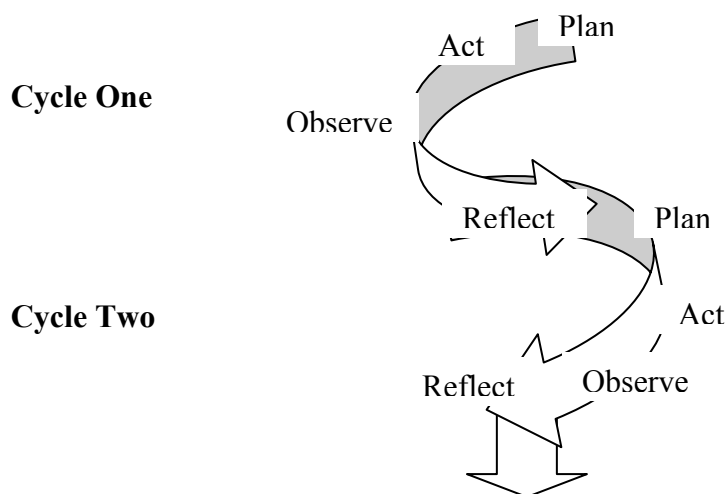 Plan
Act
Cycle One
Observe
Reflect Plan
Cycle Two
Act
Reflect Observe